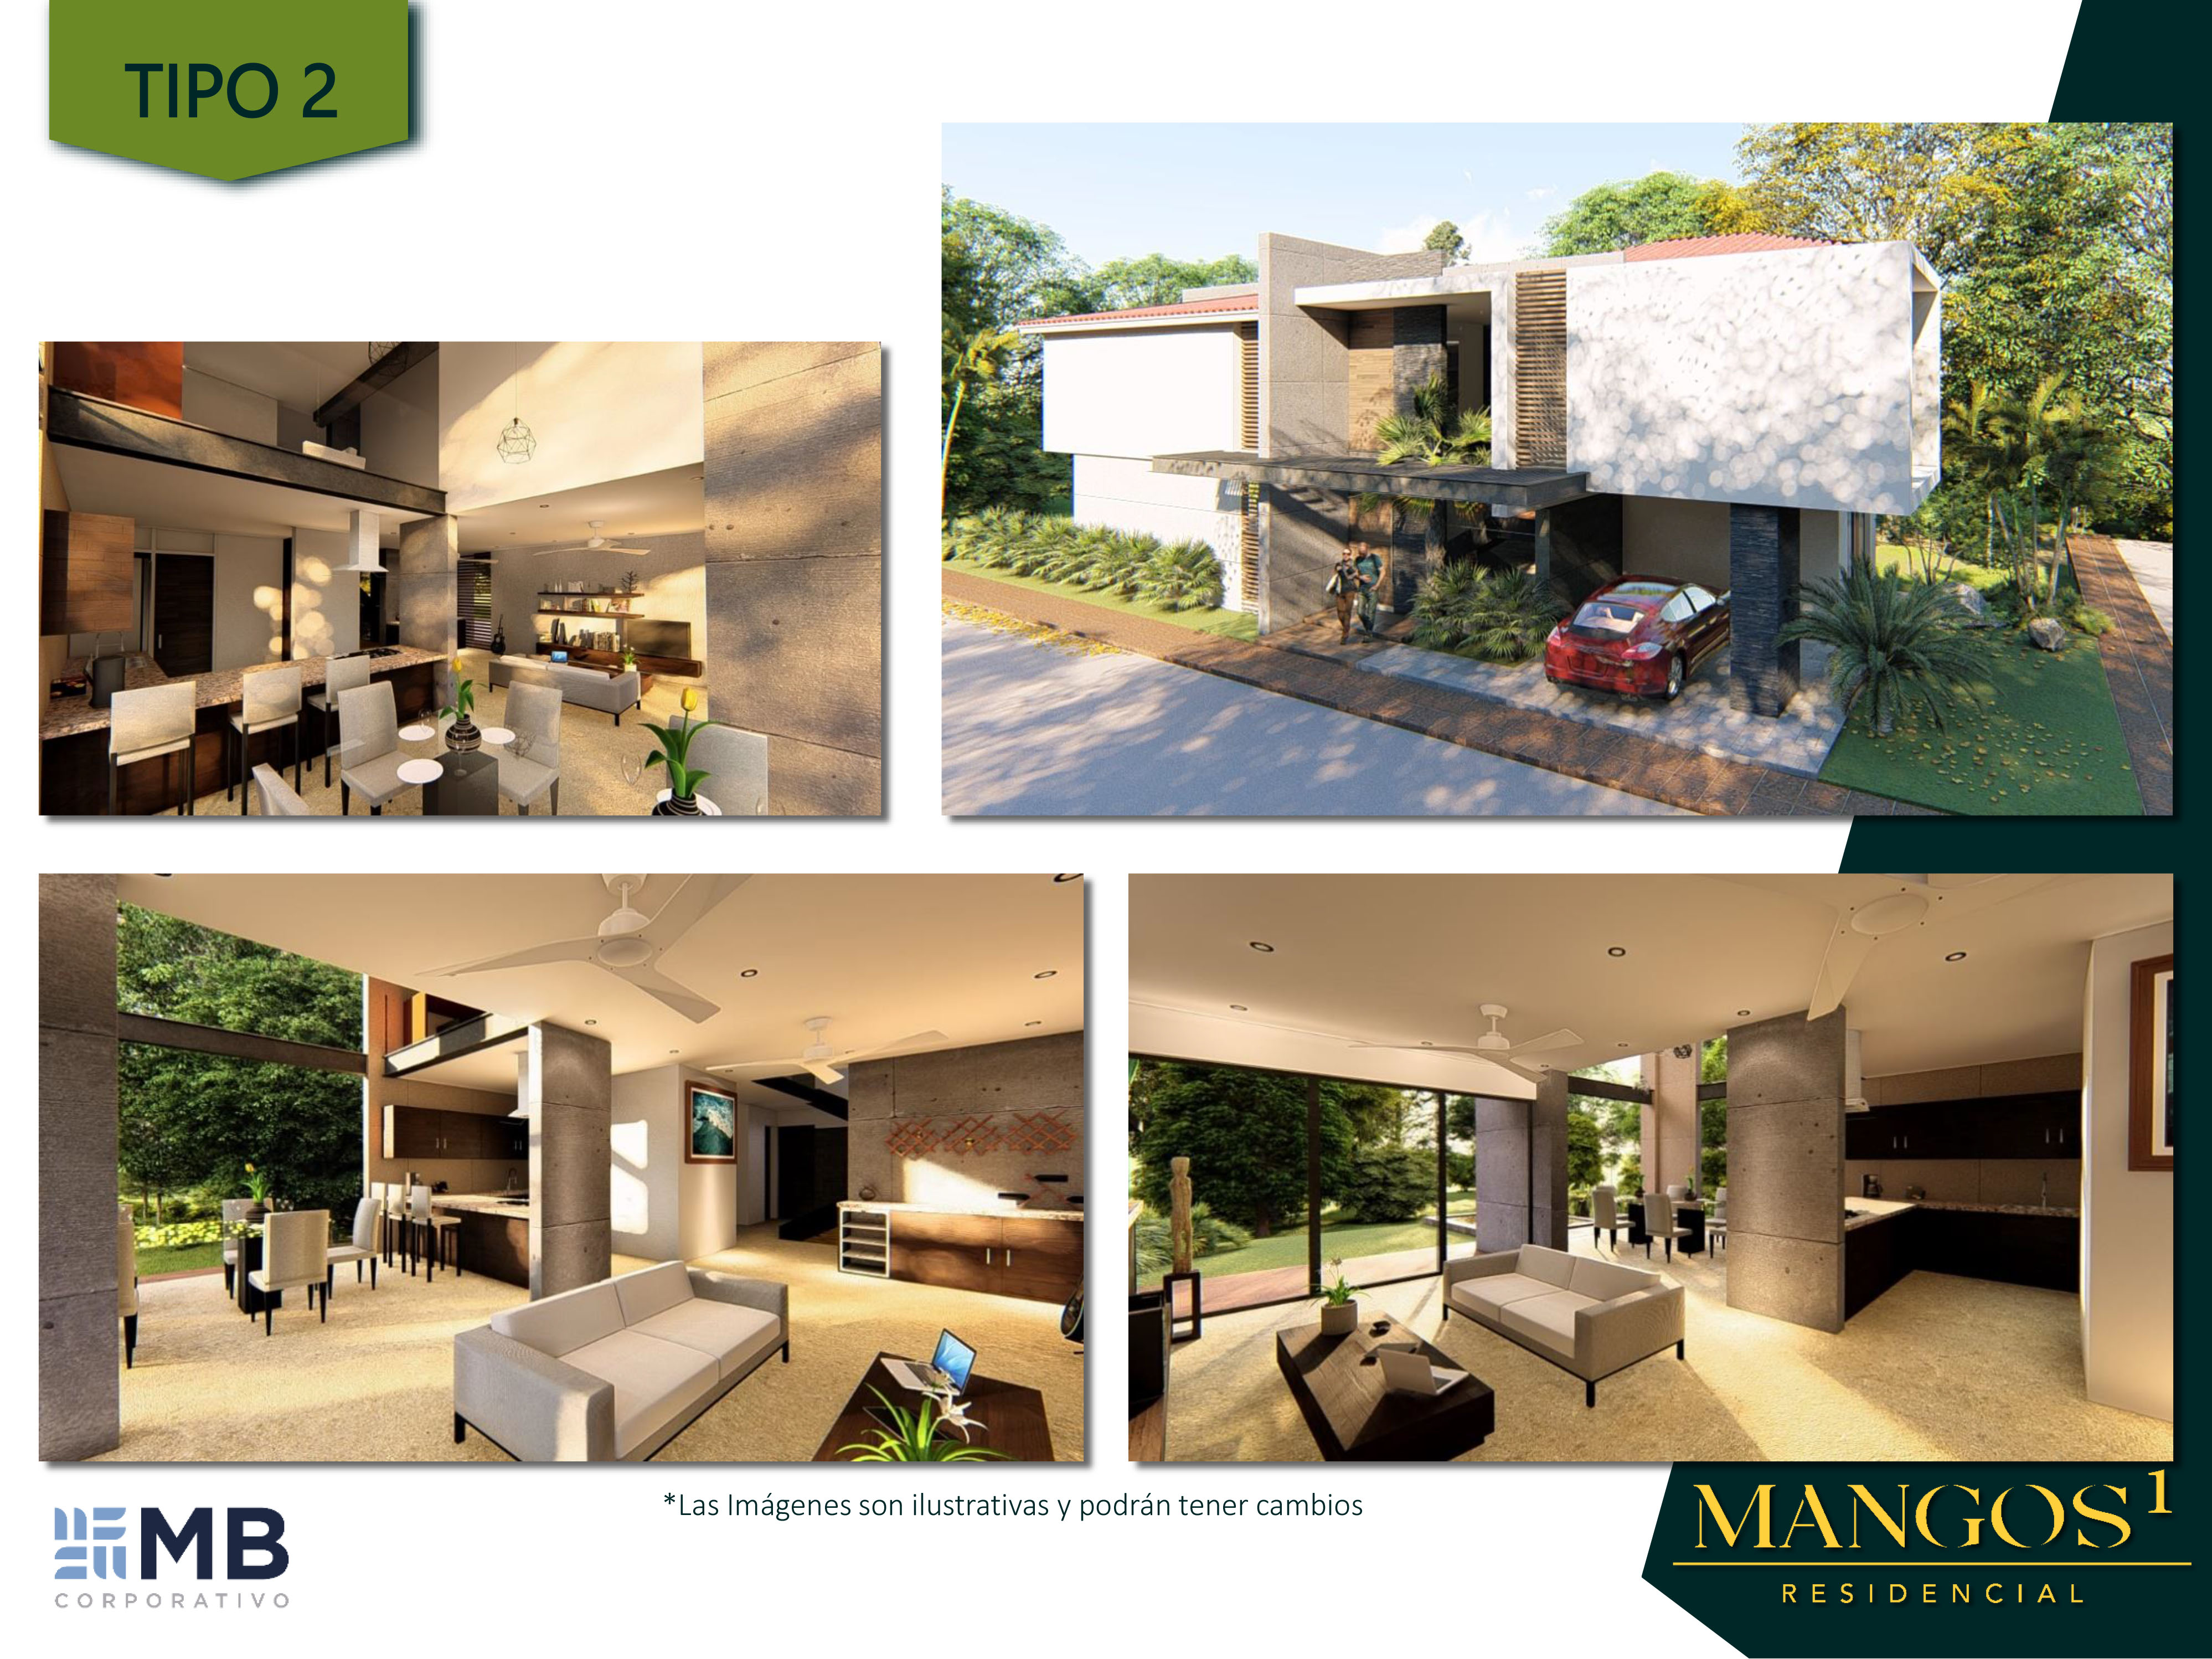 TIPO 2
*Las Imágenes son ilustrativas y podrán tener cambios
MB
CORPORATIVO
MANGOS¹
RESIDENCIAL